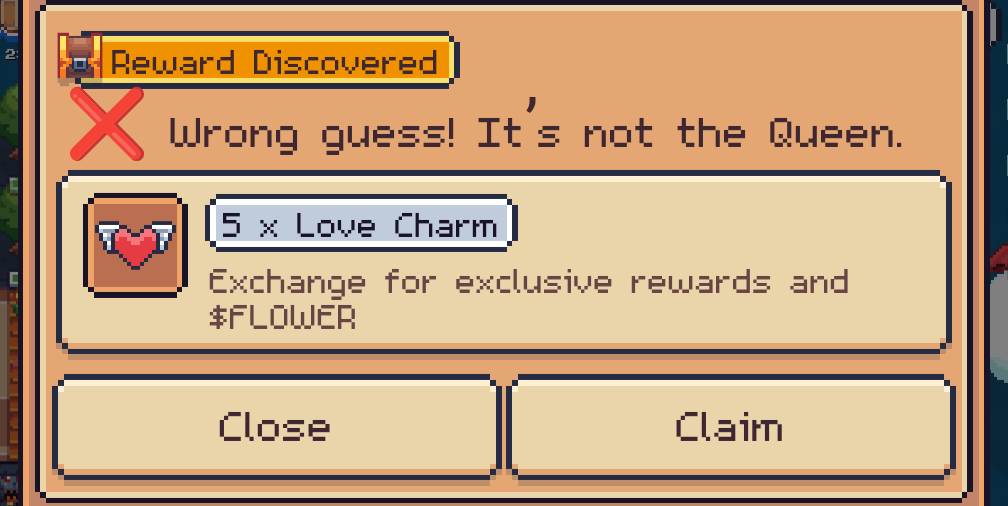 Reward Discovered
Wrong guess! It's not the Queen.
5 x Love Charm
Exchange for exclusive rewards and
$FLOWER
Close
Claim